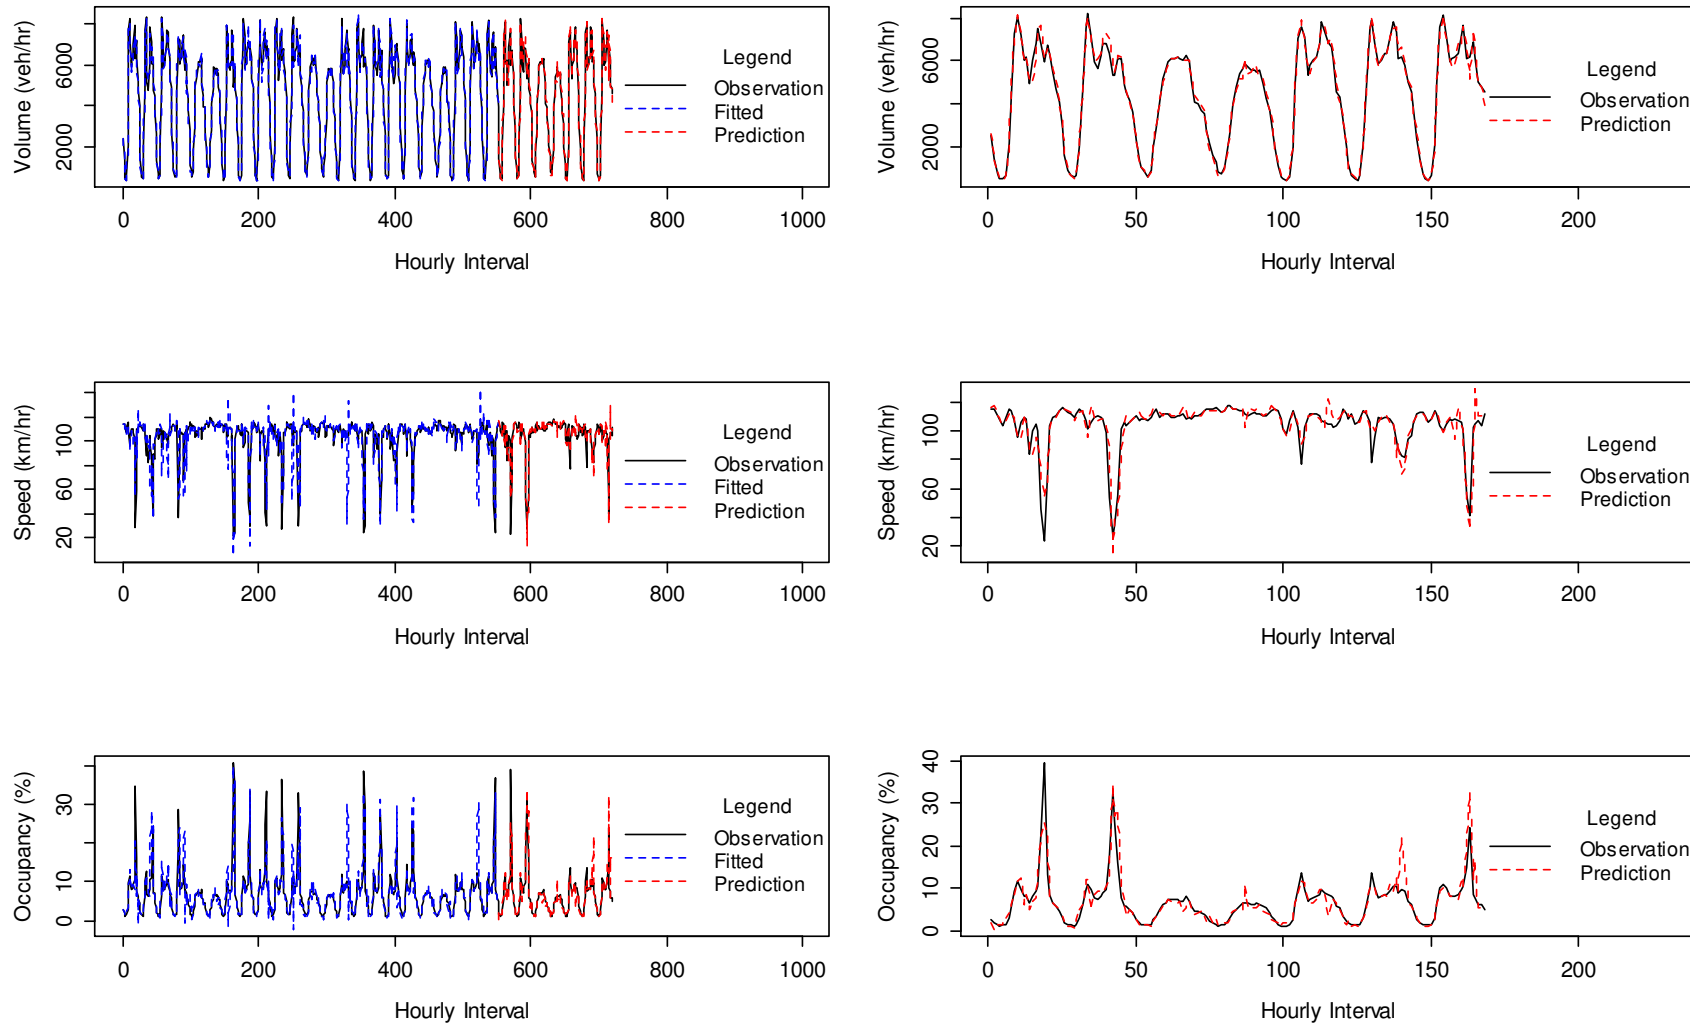 Volume (veh/hr)
2000
6000
Legend
Observation
Fitted
Prediction
0
200
400
600
800
1000
Hourly Interval
Volume (veh/hr)
2000
6000
Legend
Observation
Prediction
0
50
100
150
200
Hourly Interval
Speed (km/hr)
20
60
100
Legend
Observation
Fitted
Prediction
0
200
400
600
800
1000
Hourly Interval
Speed (km/hr)
20
60
100
Legend
Observation
Prediction
0
50
100
150
200
Hourly Interval
Occupancy (%)
0
10
30
Legend
Observation
Fitted
Prediction
0
200
400
600
800
1000
Hourly Interval
Occupancy (%)
0
10
20
30
40
Legend
Observation
Prediction
0
50
100
150
200
Hourly Interval